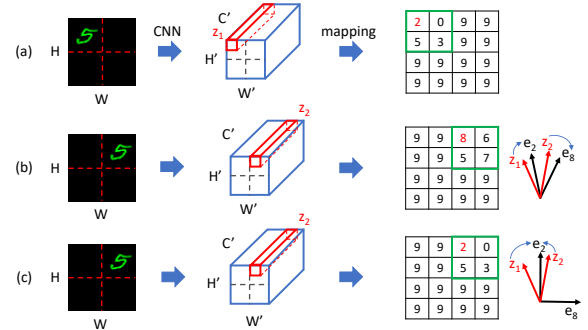 (a) H 5 W
CNN
C' z₁ H' W'
mapping
2 0 9 9
5 3 9 9
9 9 9 9
9 9 9 9
(b) H 5 W
C' z₂ H' W'
9 9 8 6
9 9 5 7
9 9 9 9
9 9 9 9
e₂ z₂ z₁ e₈
(c) H 5 W
C' z₂ H' W'
9 9 2 0
9 9 5 3
9 9 9 9
9 9 9 9
e₂ z₁ z₂ e₈